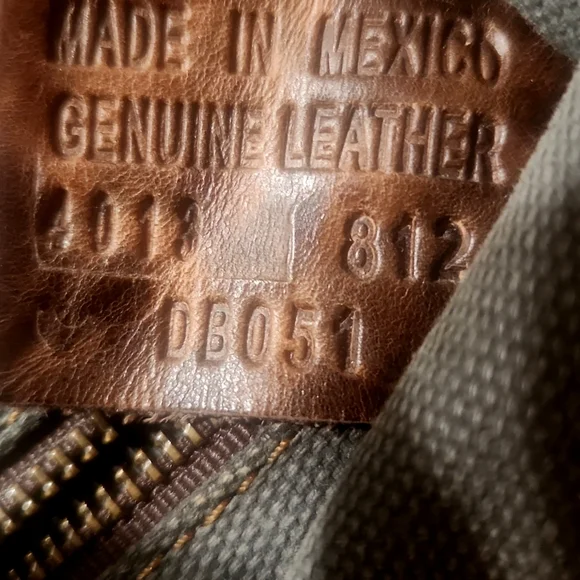 MADE IN MEXICO
GENUINE LEATHER
4013 812
DB051